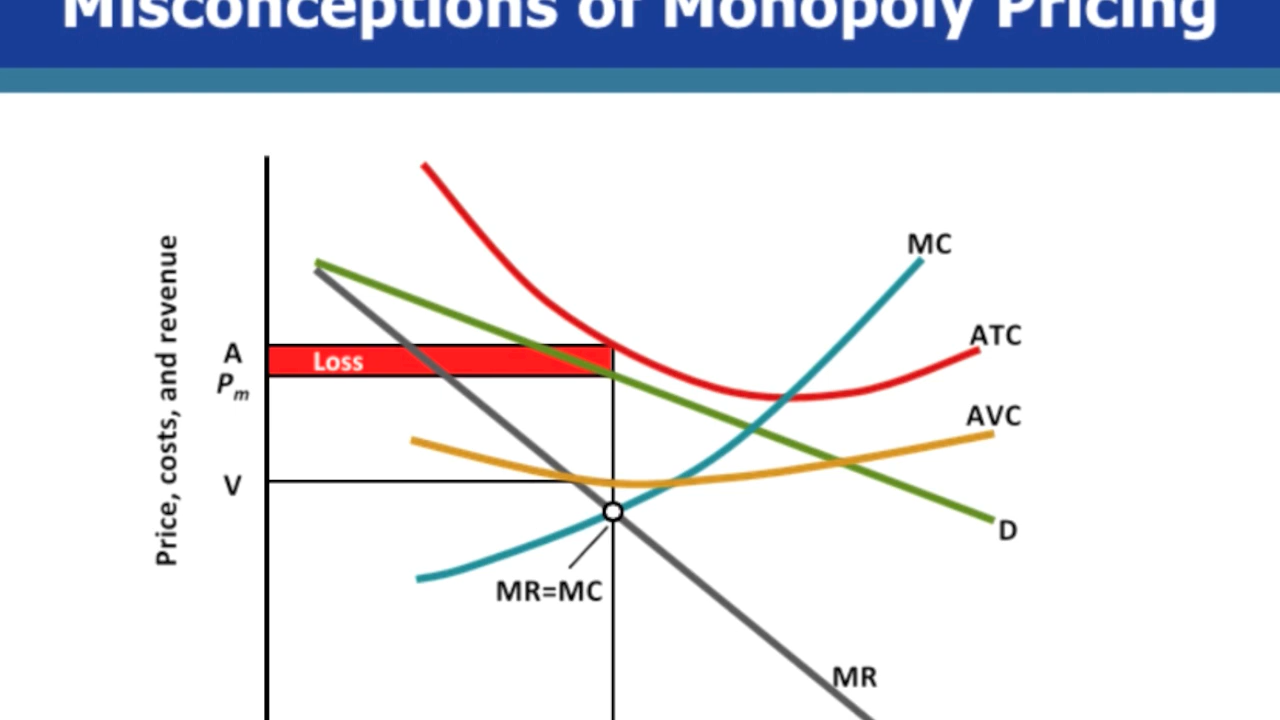 Misconceptions of Monopoly Pricing
MC
ATC
A
Loss
Pm
AVC
V
D
MR=MC
MR
Price, costs, and revenue